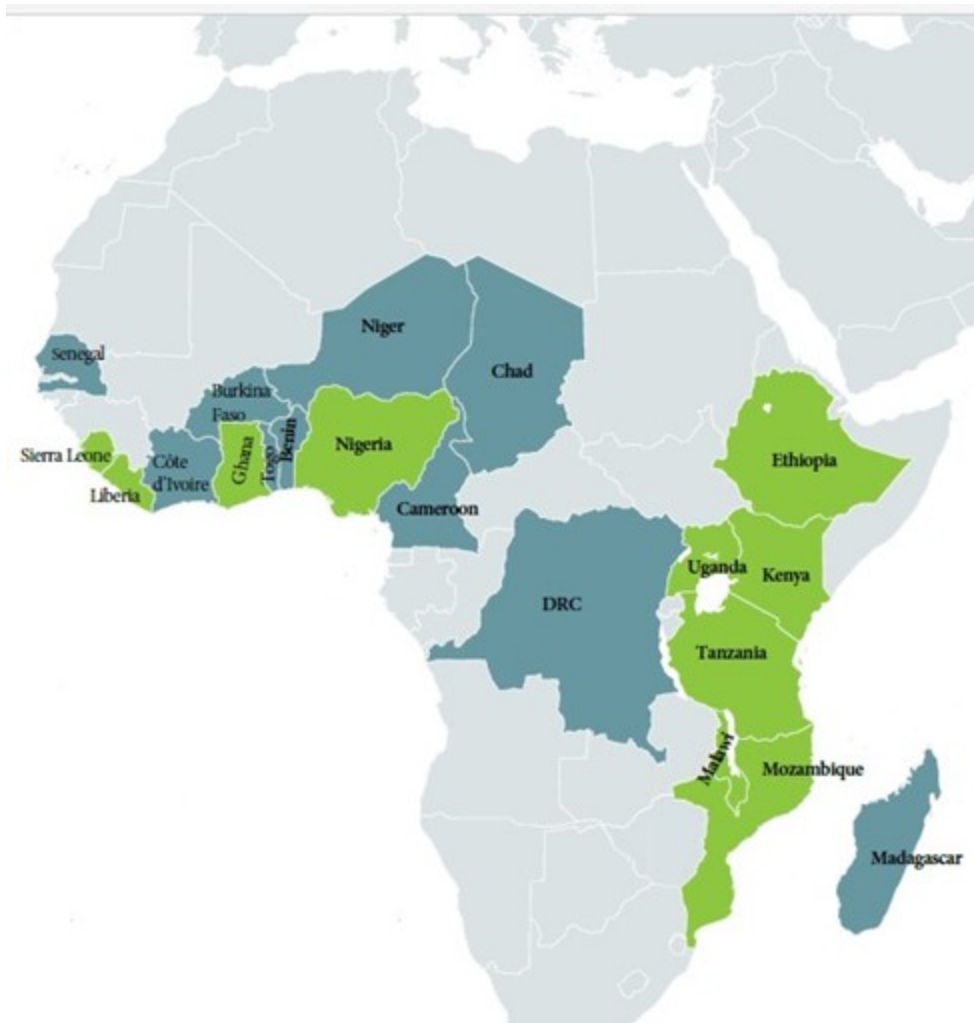 Niger
Senegal
Chad
Burkina
Faso
Benin
Nigeria
Ghana
Togo
Sierra Leone
Côte
d'Ivoire
Liberia
Ethiopia
Cameroon
Uganda
Kenya
DRC
Tanzania
Malawi
Mozambique
Madagascar